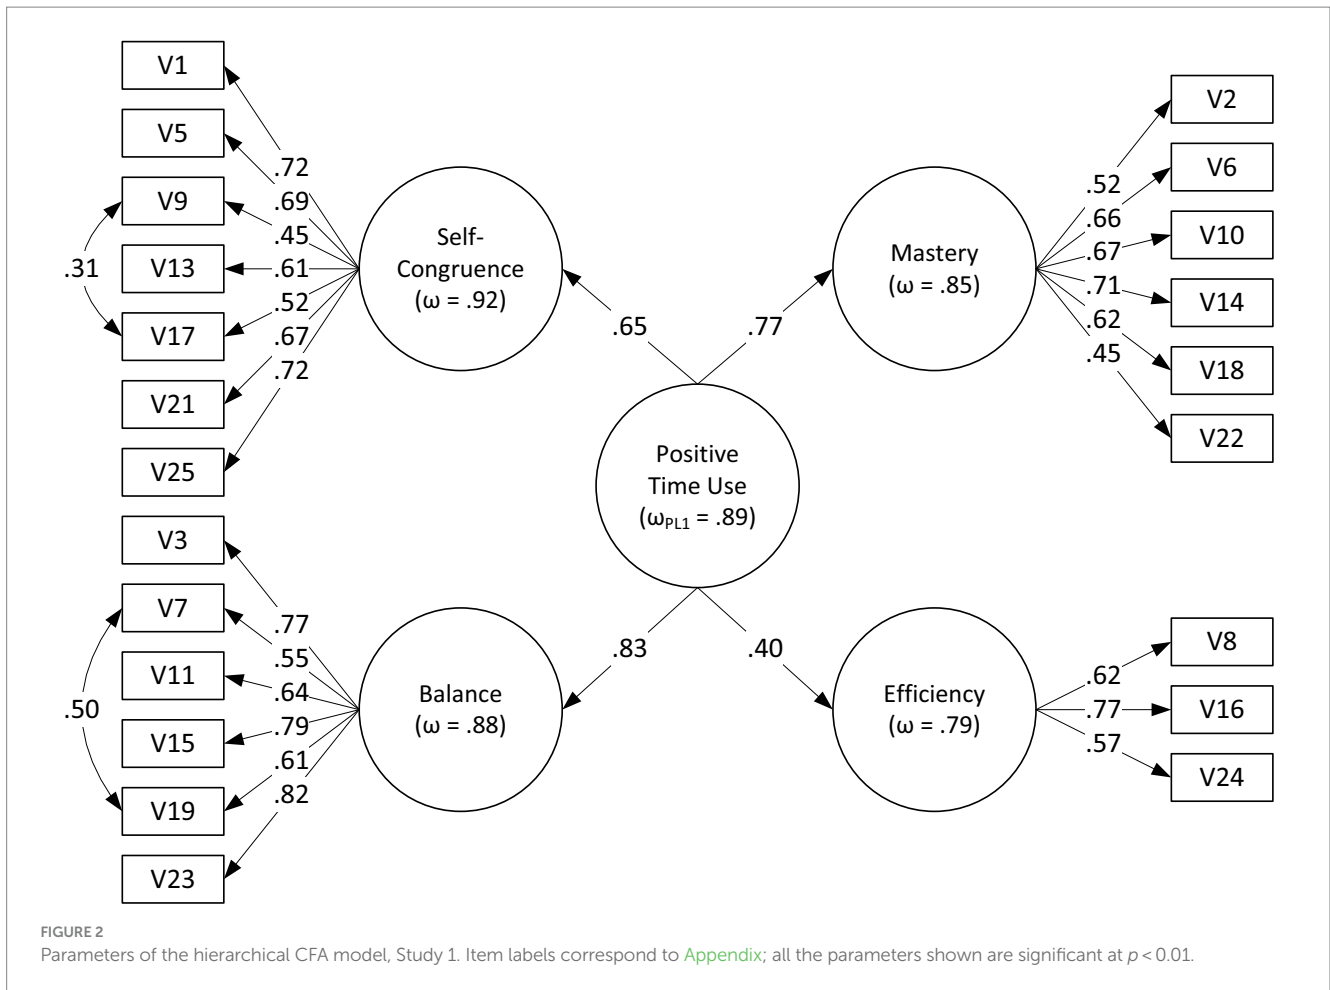 V1
V5
V9
V13
V17
V21
V25
.31
.72
.69
.45
.61
.52
.67
.72
Self-
Congruence
(ω = .92)
.65
.77
Mastery
(ω = .85)
.52
.66
.67
.71
.62
.45
V2
V6
V10
V14
V18
V22
Positive
Time Use
(ωPL1 = .89)
V3
V7
V11
V15
V19
V23
.50
.77
.55
.64
.79
.61
.82
Balance
(ω = .88)
.83
.40
Efficiency
(ω = .79)
.62
.77
.57
V8
V16
V24
FIGURE 2
Parameters of the hierarchical CFA model, Study 1. Item labels correspond to Appendix; all the parameters shown are significant at p < 0.01.